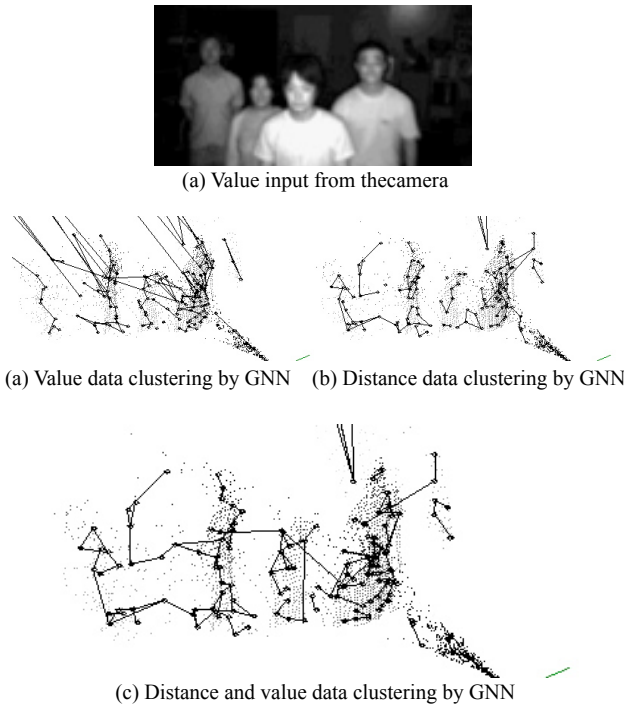 (a) Value input from thecamera
(a) Value data clustering by GNN
(b) Distance data clustering by GNN
(c) Distance and value data clustering by GNN